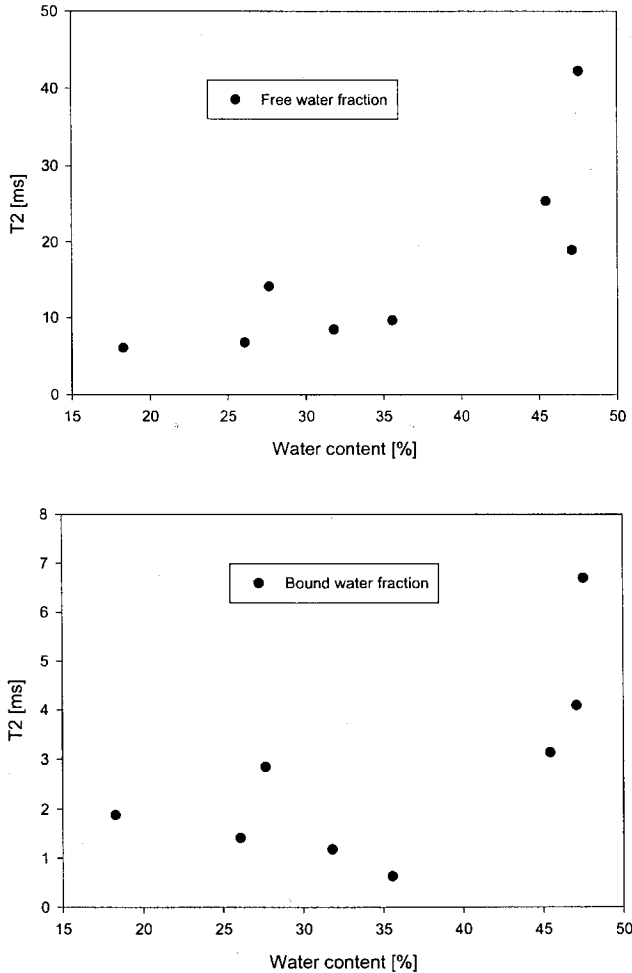 50
40
30
20
10
0
T2 [ms]
Free water fraction
15 20 25 30 35 40 45 50
Water content [%]
8
7
6
5
4
3
2
1
0
T2 [ms]
Bound water fraction
15 20 25 30 35 40 45 50
Water content [%]